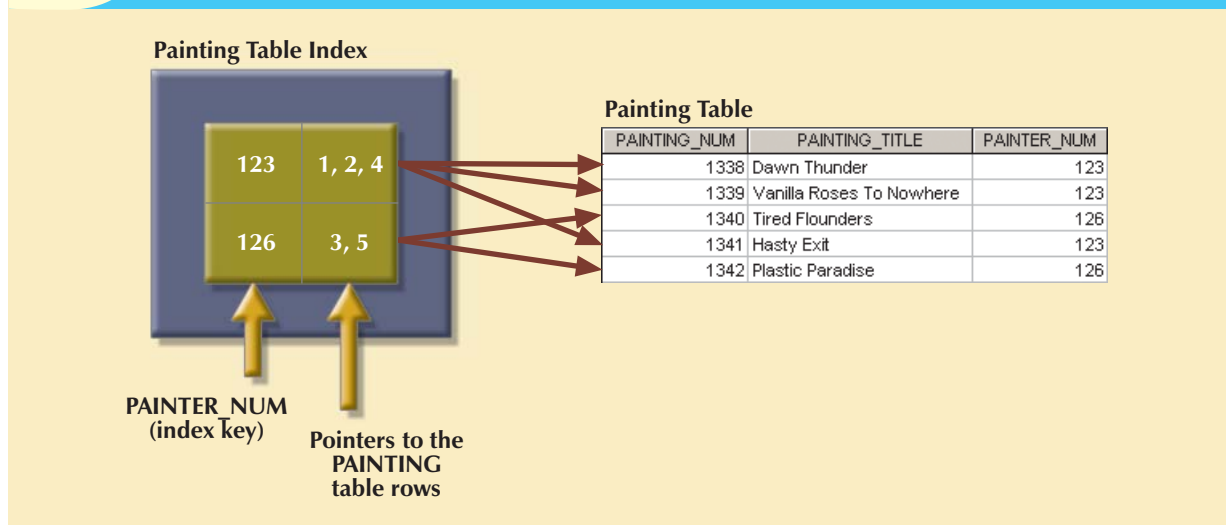 Painting Table Index
123 1, 2, 4
126 3, 5
PAINTER_NUM
(index key)
Pointers to the
PAINTING
table rows
Painting Table
PAINTING_NUM PAINTING_TITLE PAINTER_NUM
1338 Dawn Thunder 123
1339 Vanilla Roses To Nowhere 123
1340 Tired Flounders 126
1341 Hasty Exit 123
1342 Plastic Paradise 126